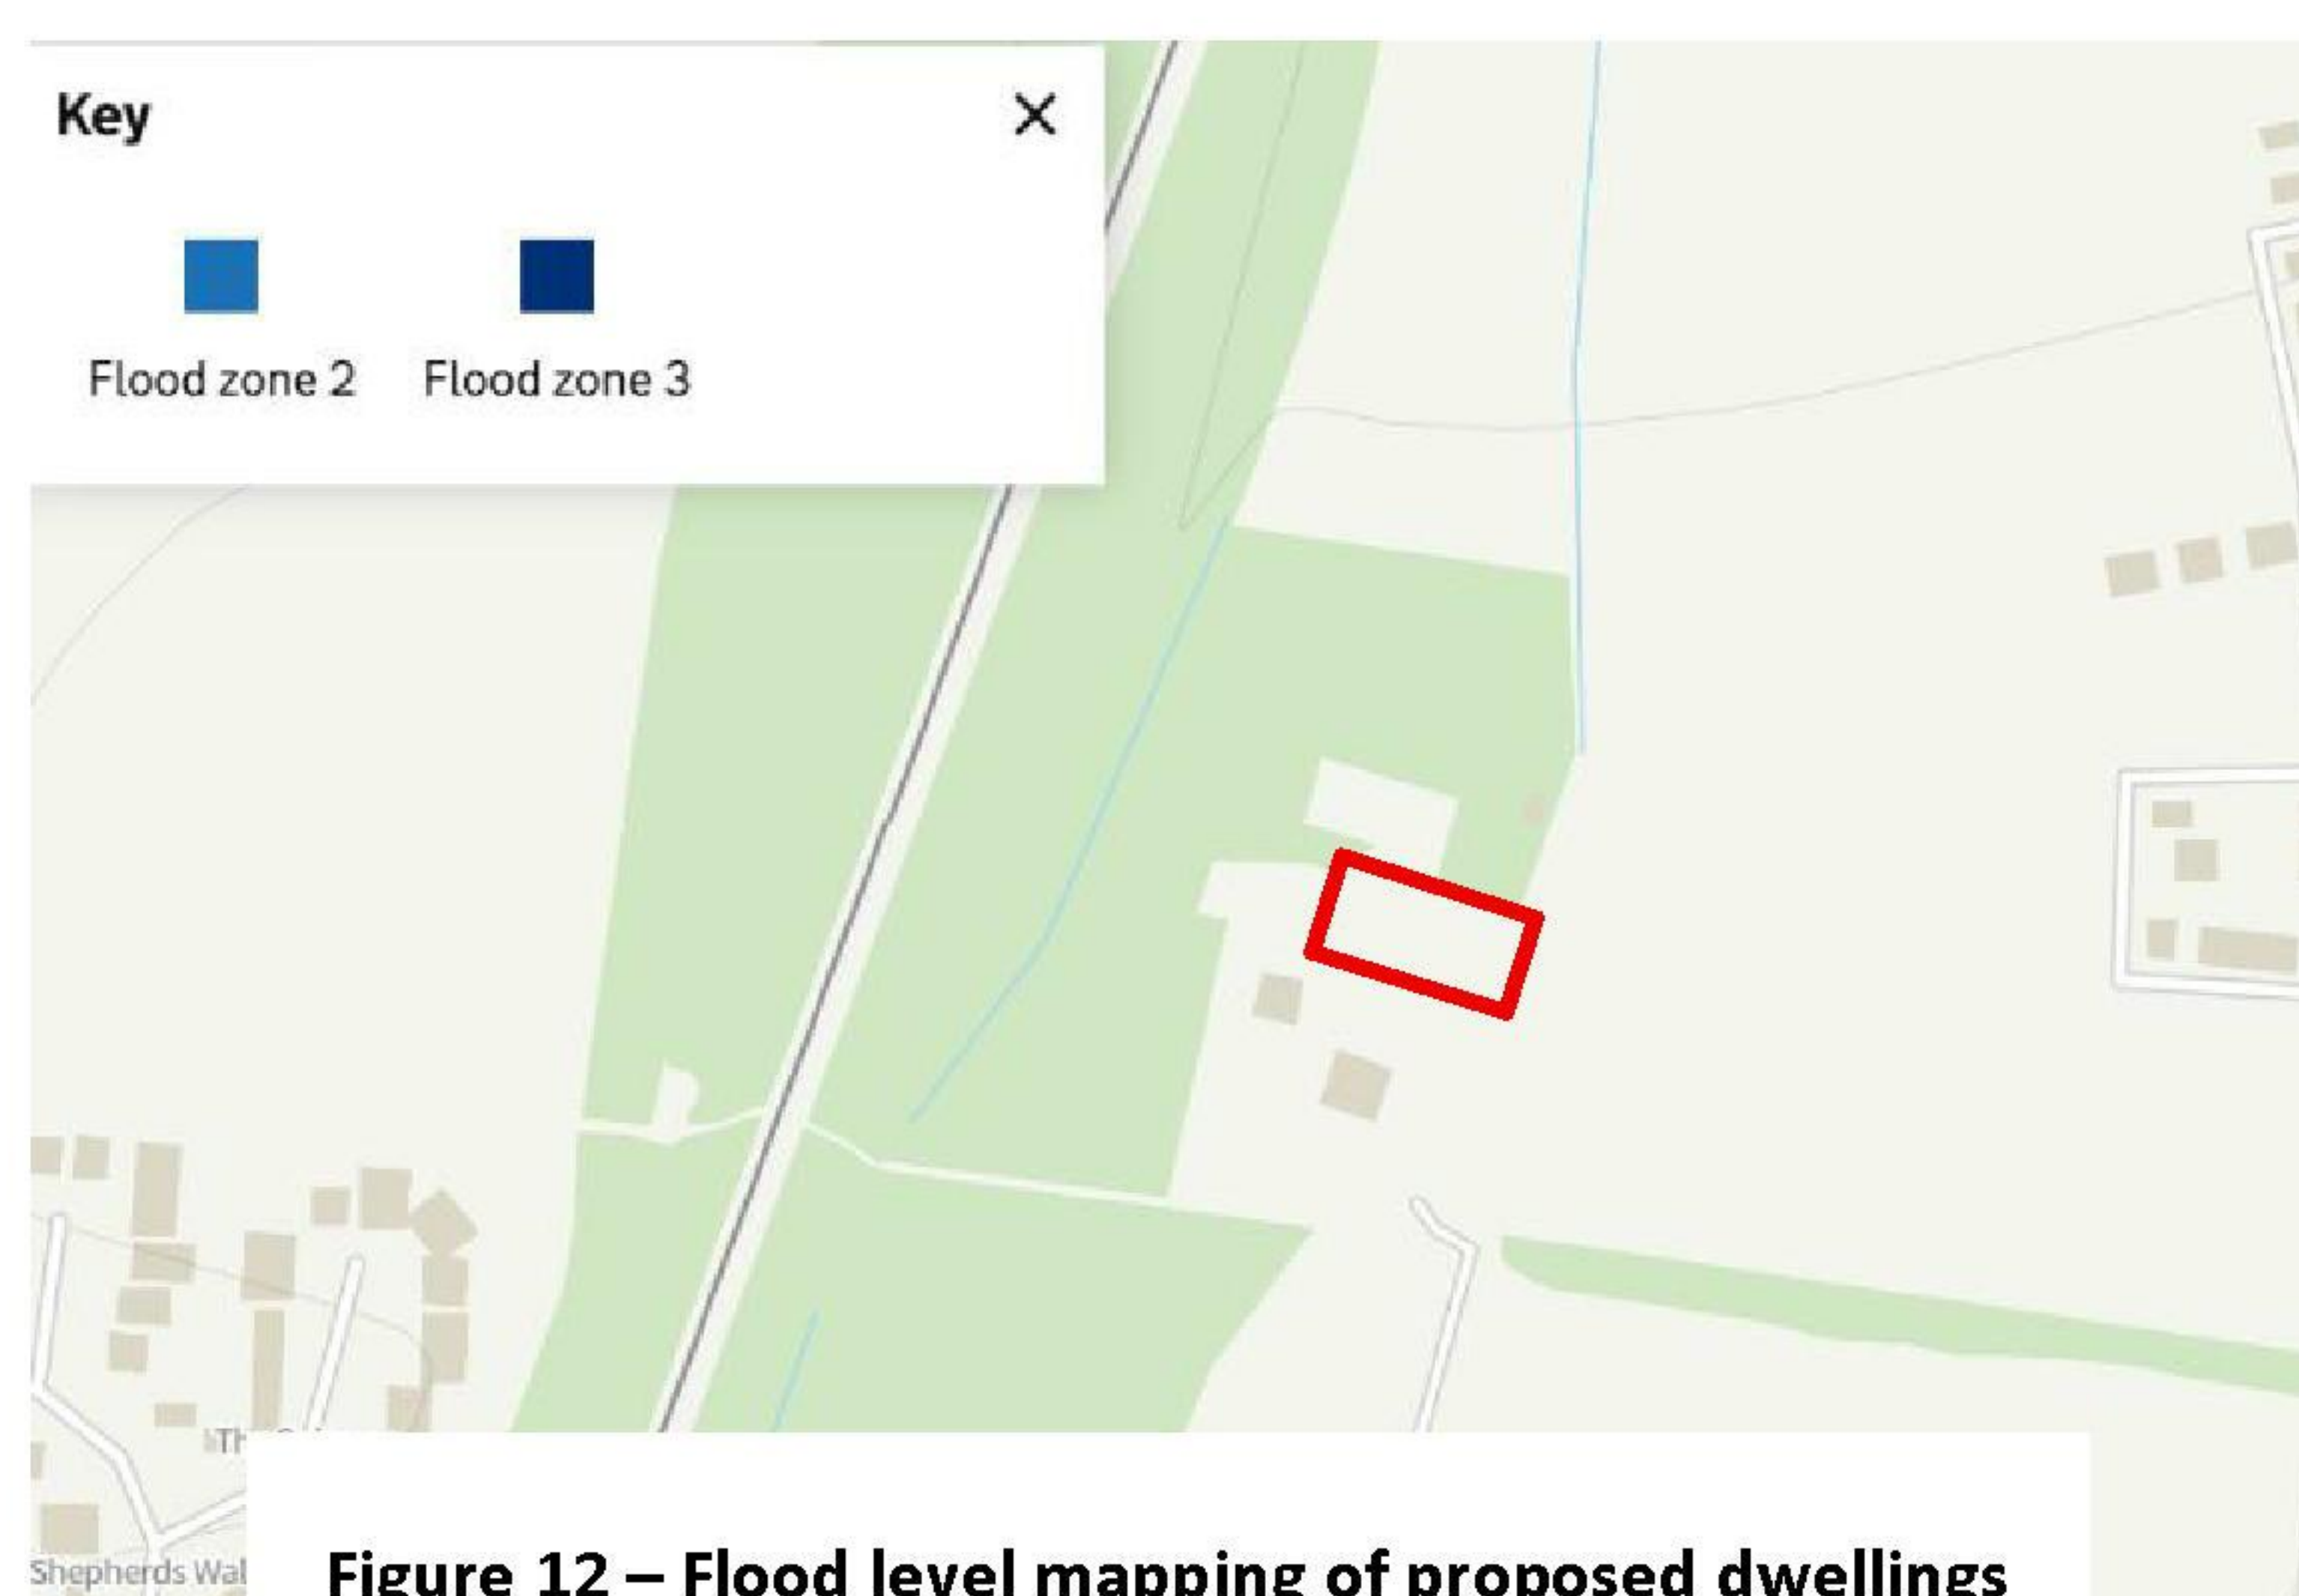 Key
Flood zone 2 Flood zone 3
Shepherds Wal
Figure 12 – Flood level mapping of proposed dwellings